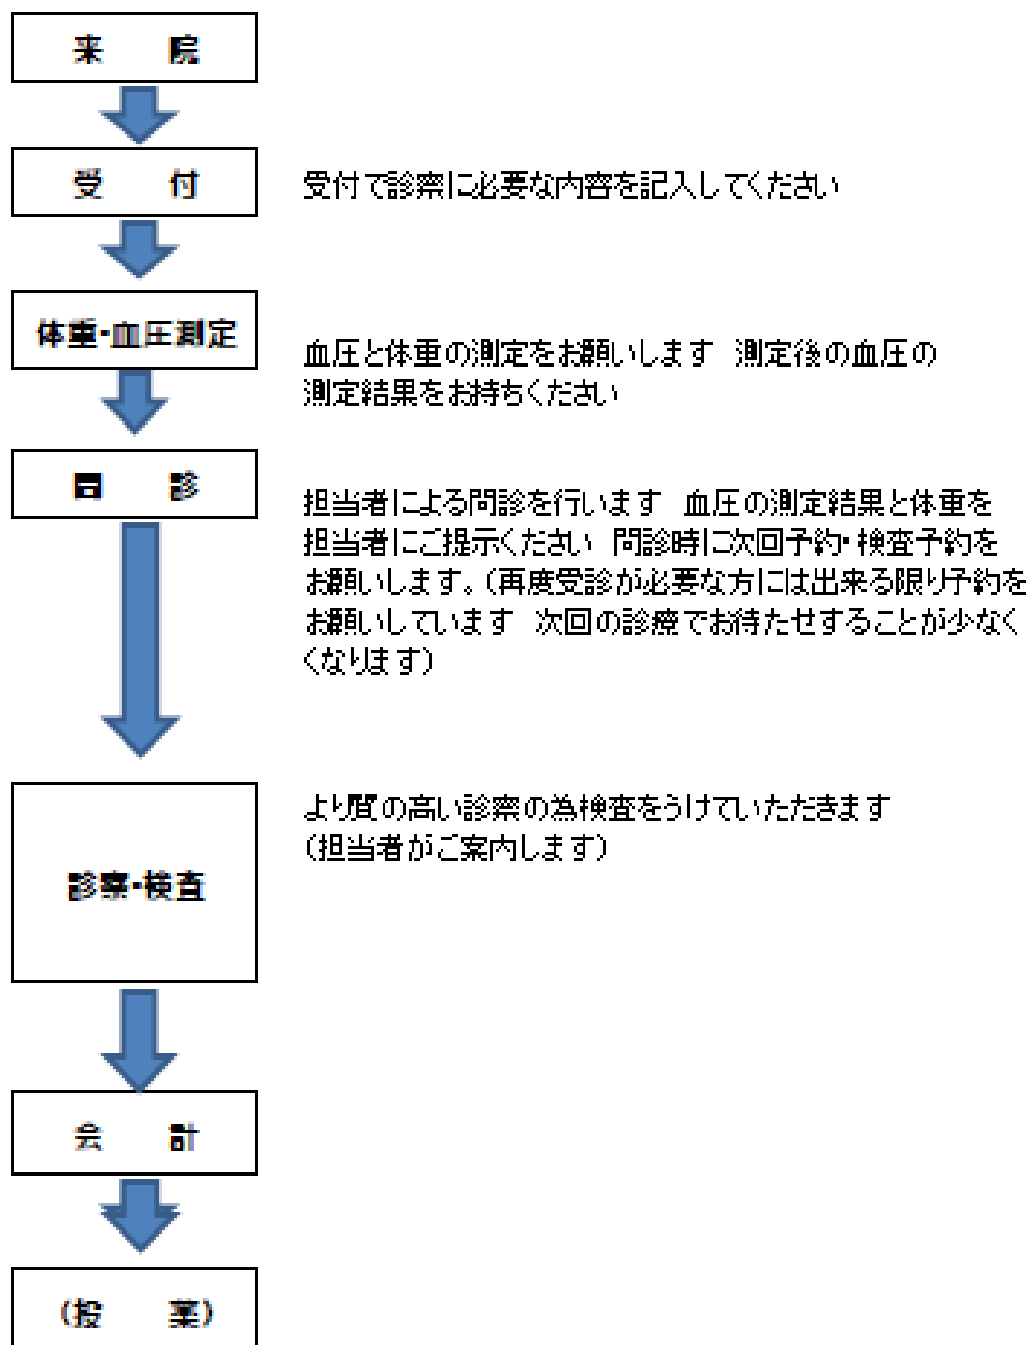 来　院
受　付
受付で診察に必要な内容を記入してください
体重・血圧測定
血圧と体重の測定をお願いします　測定後の血圧の
測定結果をお持ちください
問　診
担当者による問診を行います　血圧の測定結果と体重を
担当者にご提示ください　問診時に次回予約・検査予約を
お願いします。（再度受診が必要な方には出来る限り予約を
お願いしています　次回の診療でお待たせすることが少なく
くなります）
診察・検査
より質の高い診察の為検査をうけていただきます
（担当者がご案内します）
会　計
（投　薬）